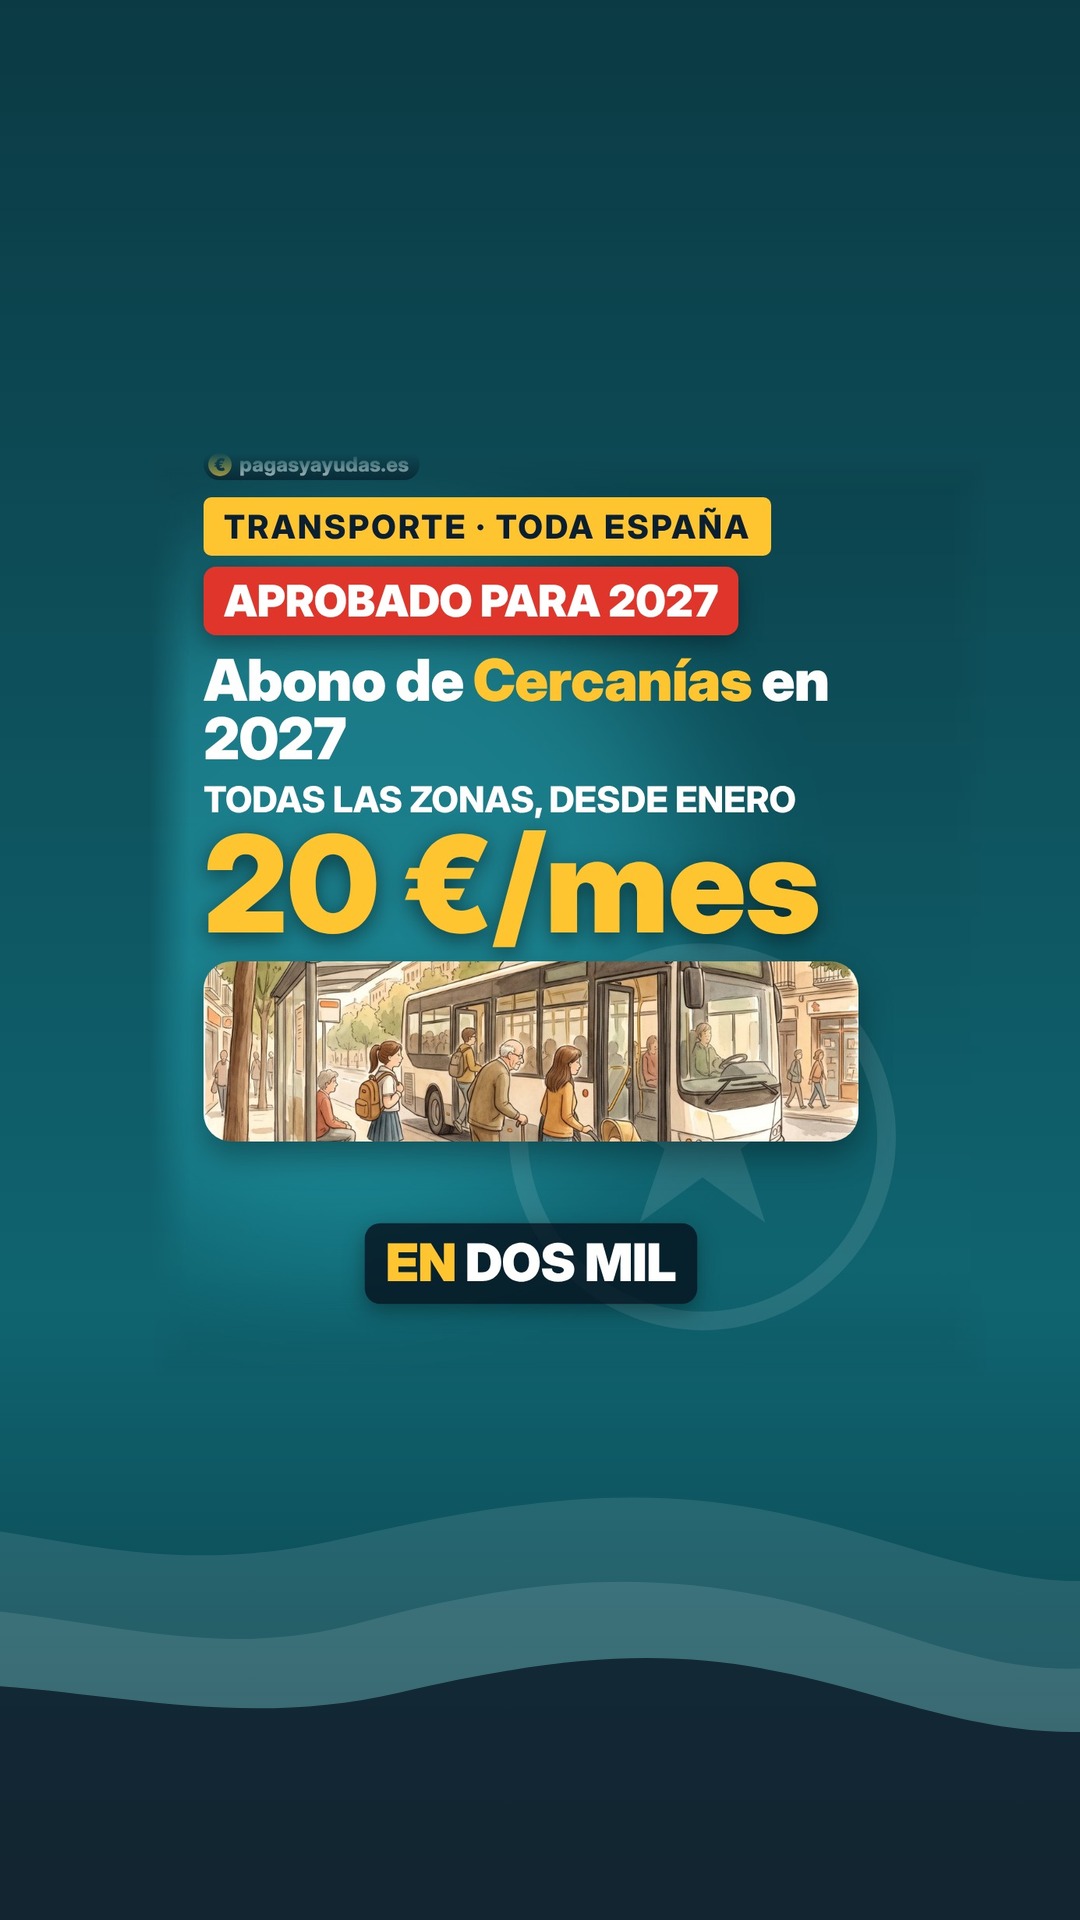 pagasyayudas.es
TRANSPORTE · TODA ESPAÑA
APROBADO PARA 2027
Abono de Cercanías en
2027
TODAS LAS ZONAS, DESDE ENERO
20 €/mes
EN DOS MIL